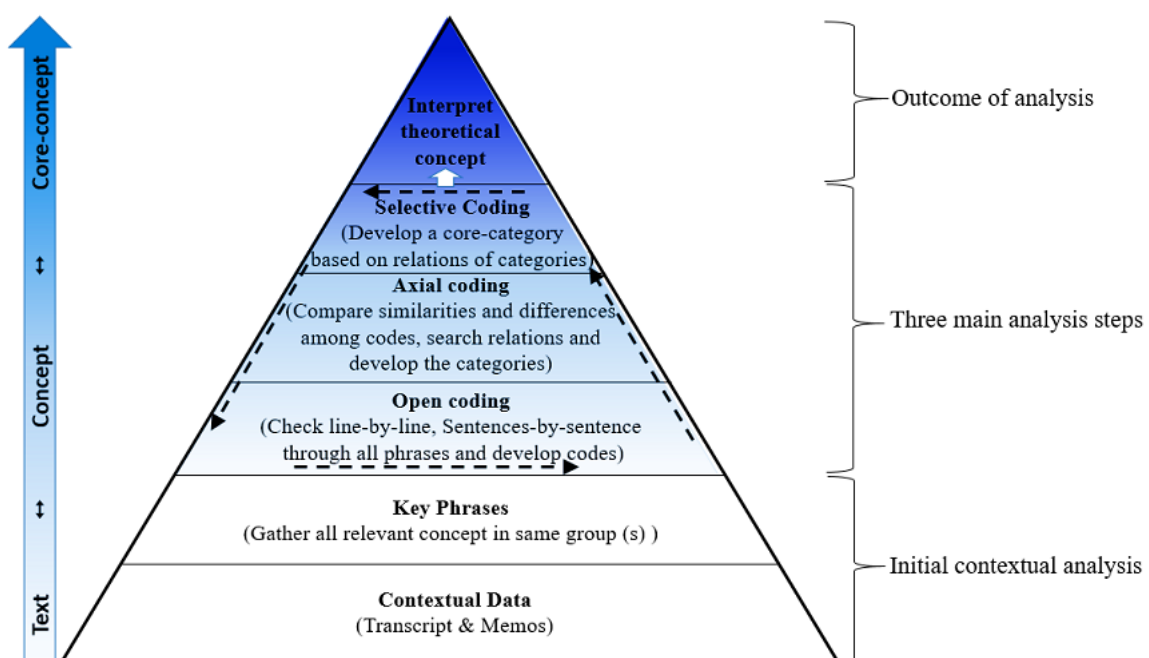 Core-concept
↔
Concept
↔
Text
Interpret
theoretical
concept
Selective Coding
(Develop a core-category
based on relations of categories)
Axial coding
(Compare similarities and differences
among codes, search relations and
develop the categories)
Open coding
(Check line-by-line, Sentences-by-sentence
through all phrases and develop codes)
Key Phrases
(Gather all relevant concept in same group (s) )
Contextual Data
(Transcript & Memos)
Outcome of analysis
Three main analysis steps
Initial contextual analysis